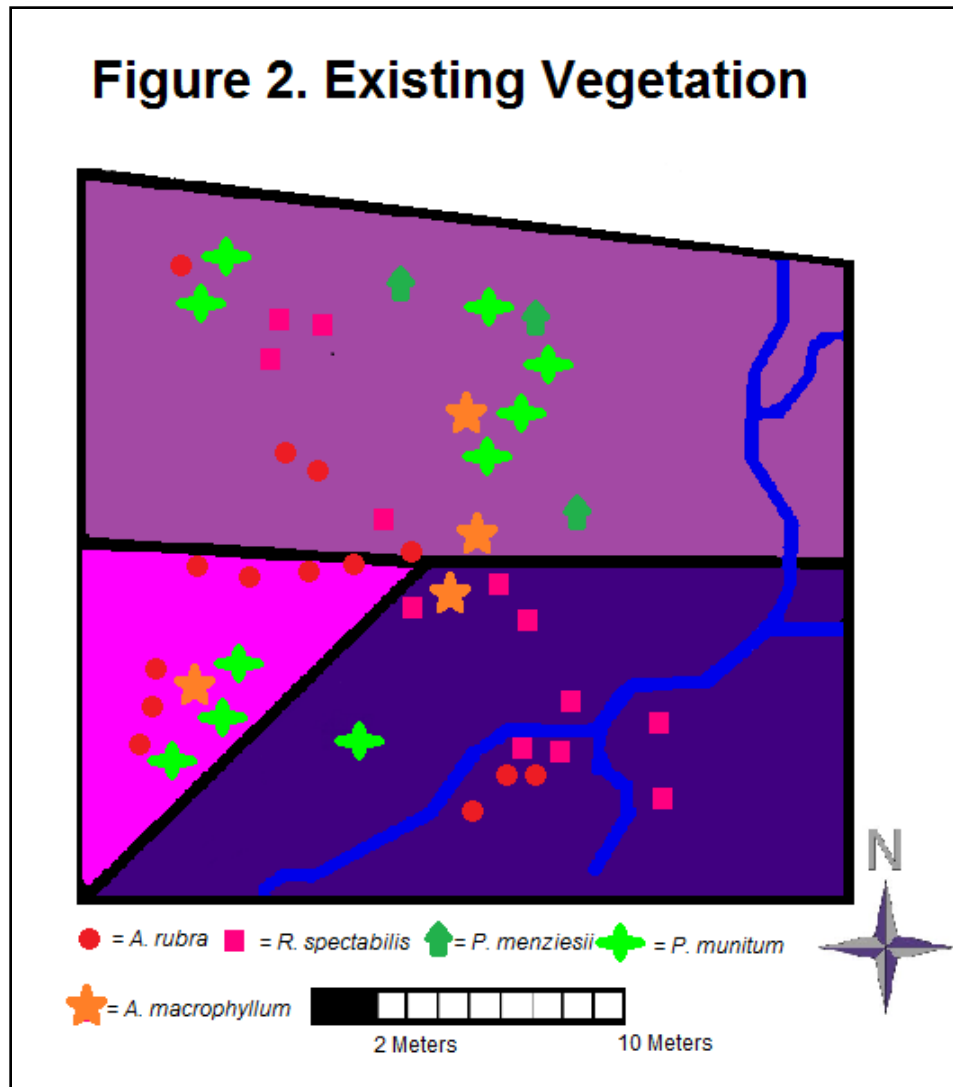 Figure 2. Existing Vegetation
N
= A. rubra = R. spectabilis = P. menziesii = P. munitum
= A. macrophyllum
2 Meters 10 Meters